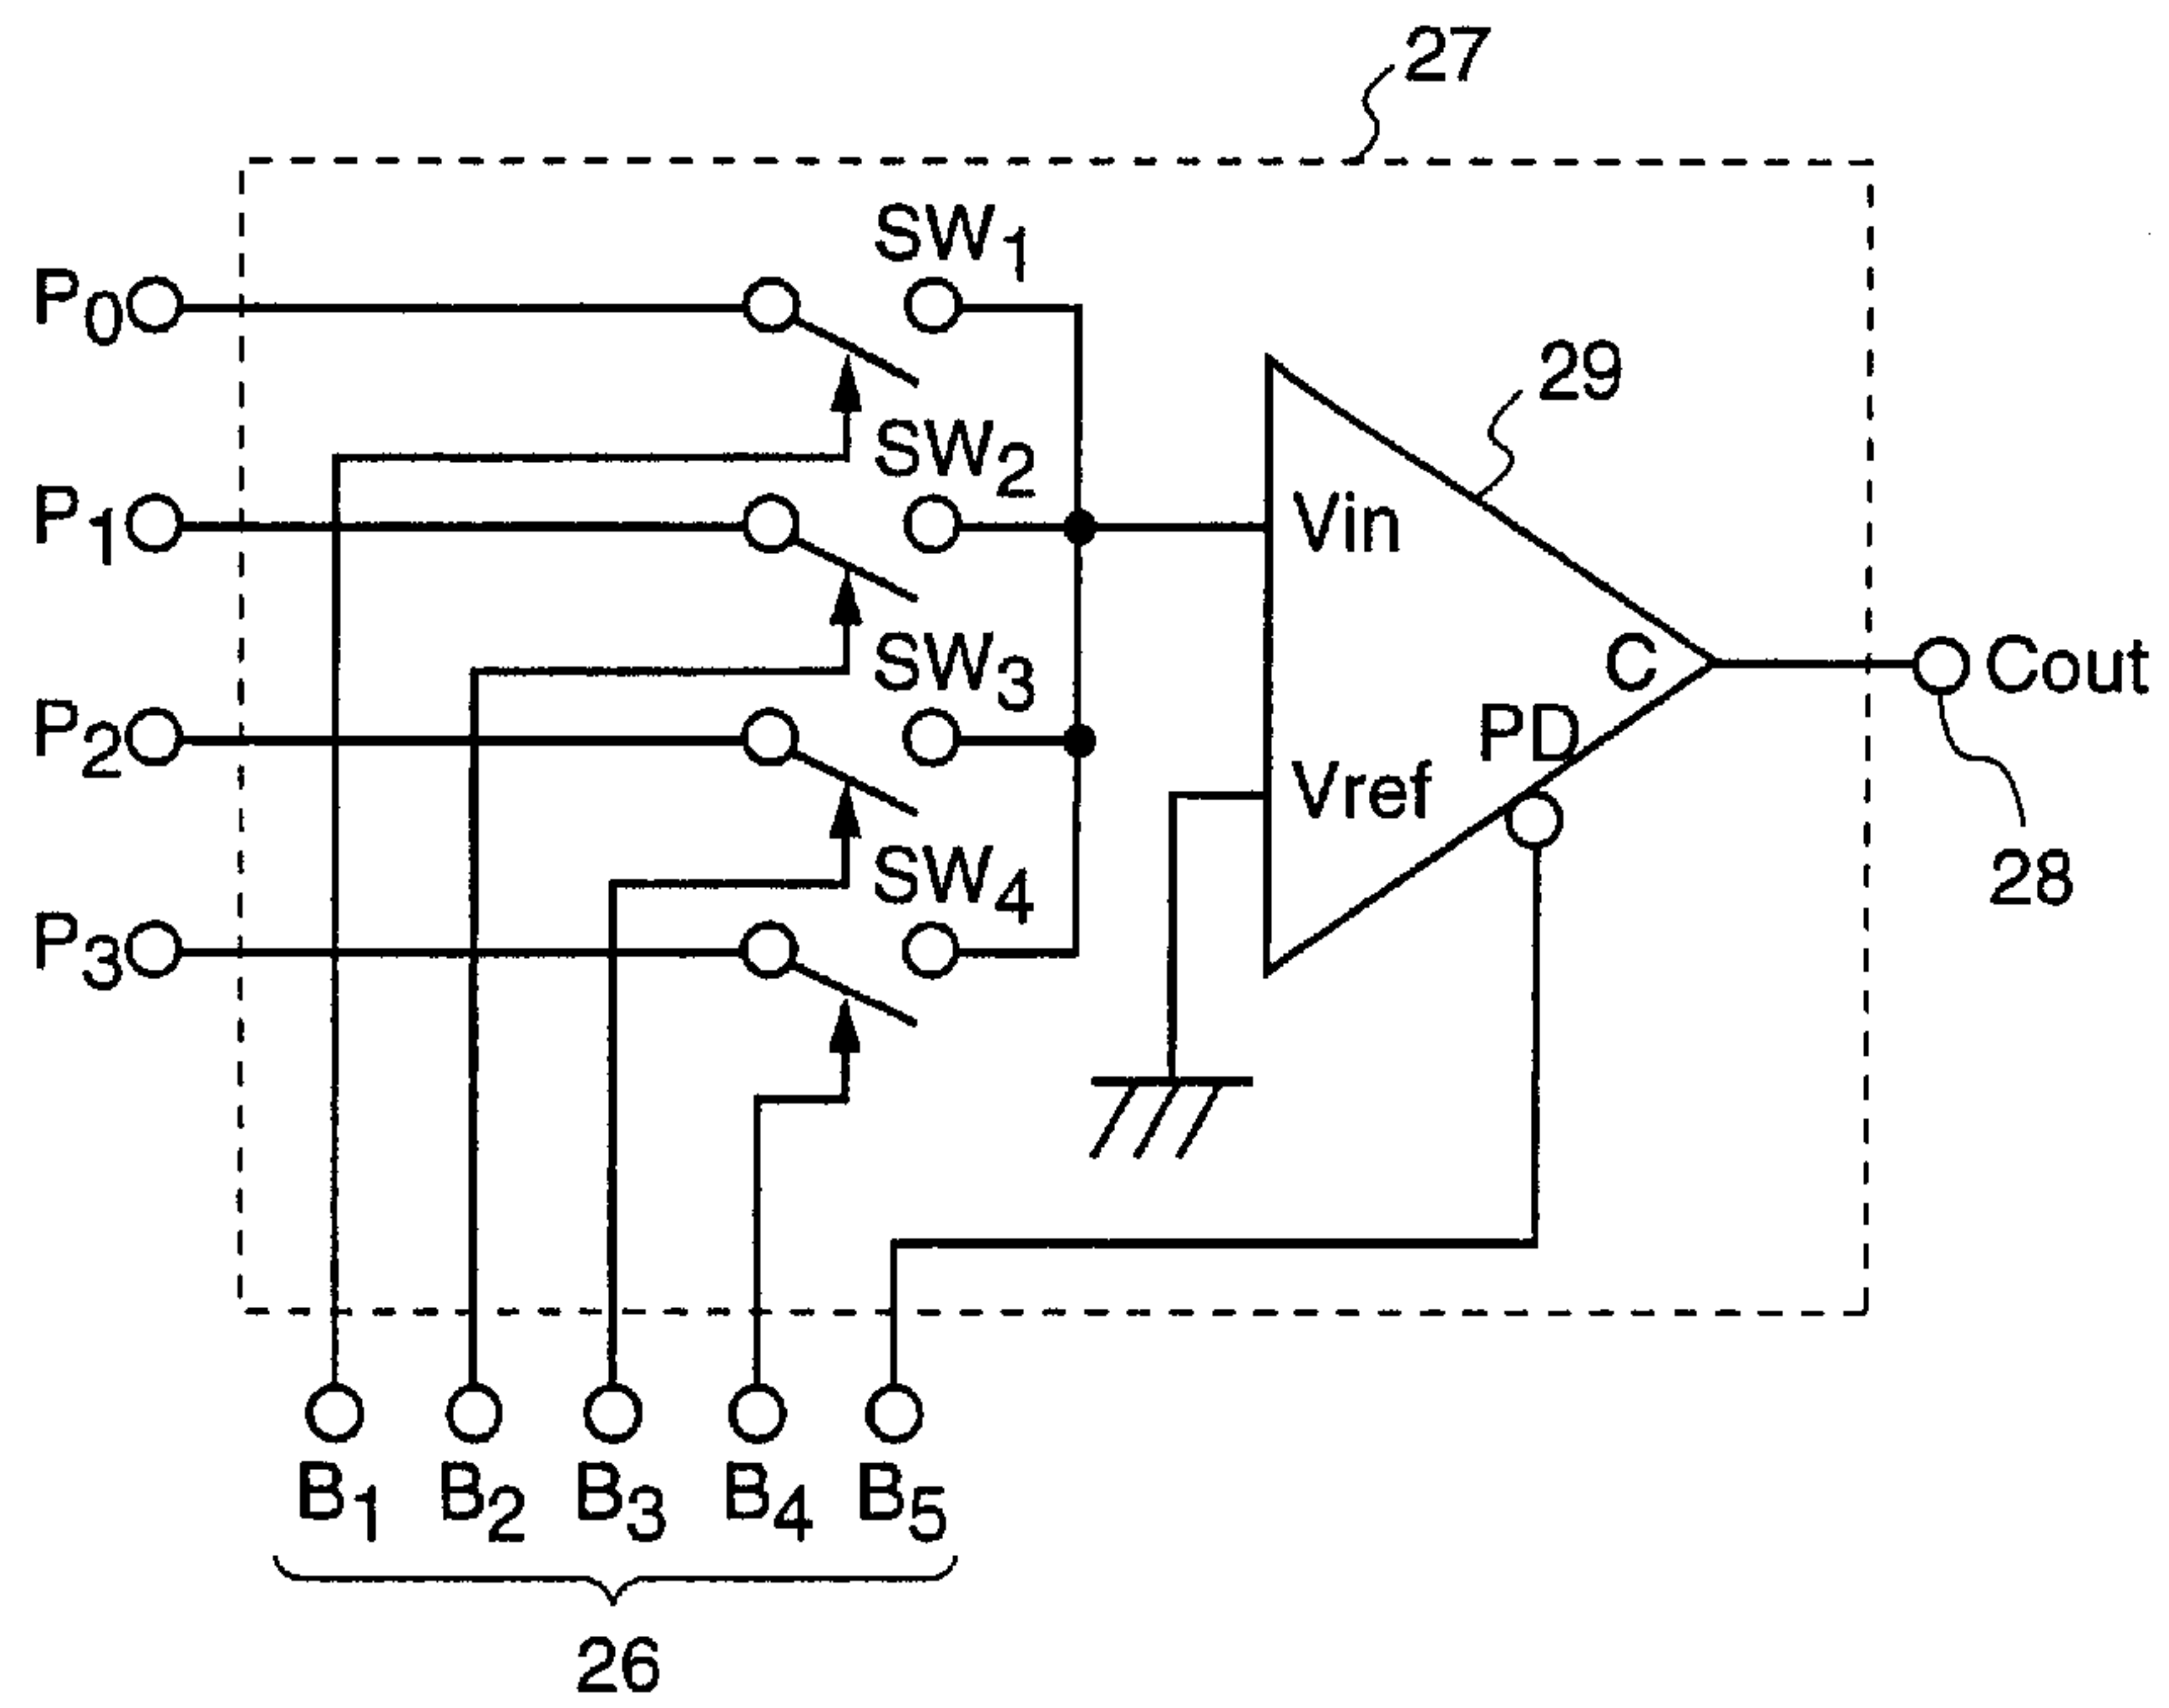 27
SW1
P0
29
SW2
P1
Vin
SW3
C
Cout
P2
PD
Vref
SW4
28
P3
B1 B2 B3 B4 B5
26